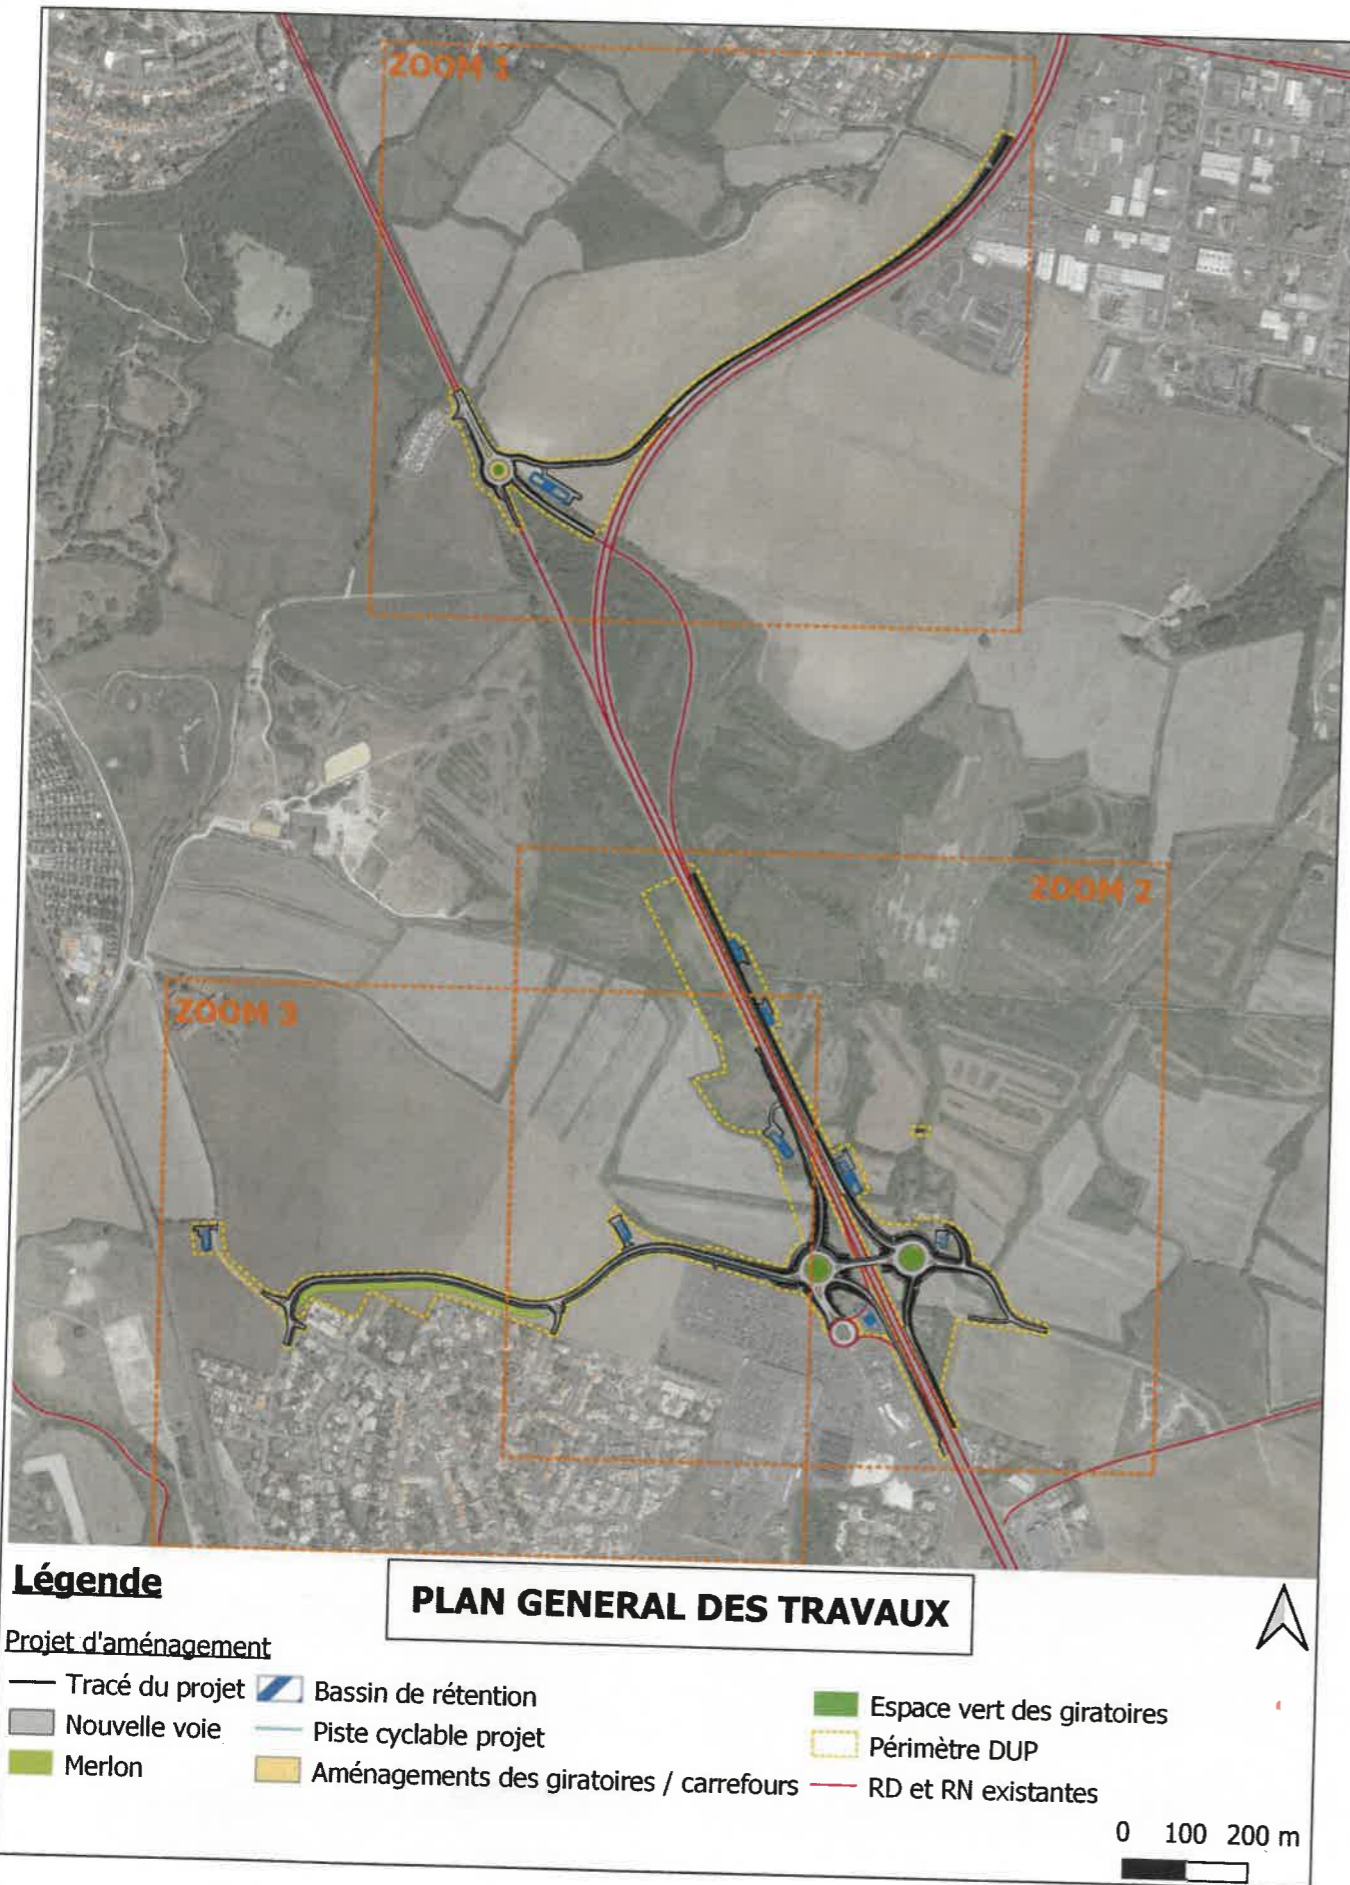 ZOOM 1
ZOOM 2
ZOOM 3
Légende
PLAN GENERAL DES TRAVAUX
Projet d'aménagement
Tracé du projet
Nouvelle voie
Merlon
Bassin de rétention
Piste cyclable projet
Aménagements des giratoires / carrefours
Espace vert des giratoires
Périmètre DUP
RD et RN existantes
0 100 200 m